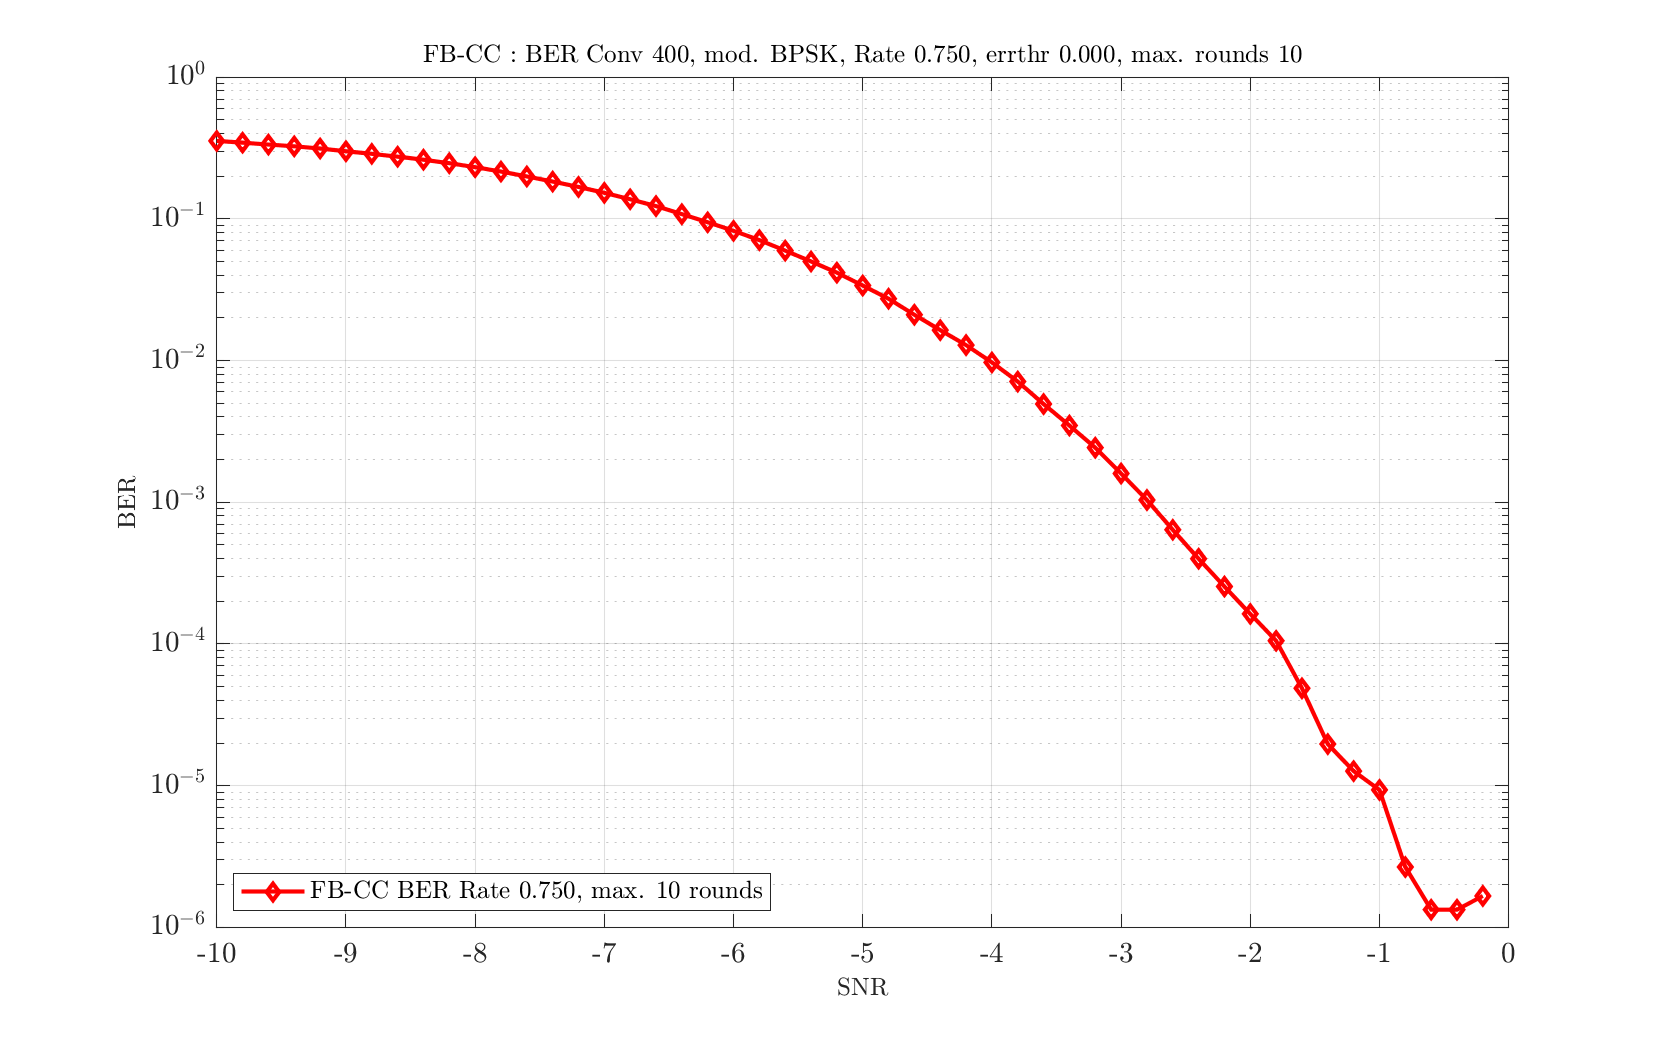 FB-CC : BER Conv 400, mod. BPSK, Rate 0.750, errthr 0.000, max. rounds 10
10^0
10^−1
10^−2
10^−3
10^−4
10^−5
10^−6
BER
FB-CC BER Rate 0.750, max. 10 rounds
-10 -9 -8 -7 -6 -5 -4 -3 -2 -1 0
SNR